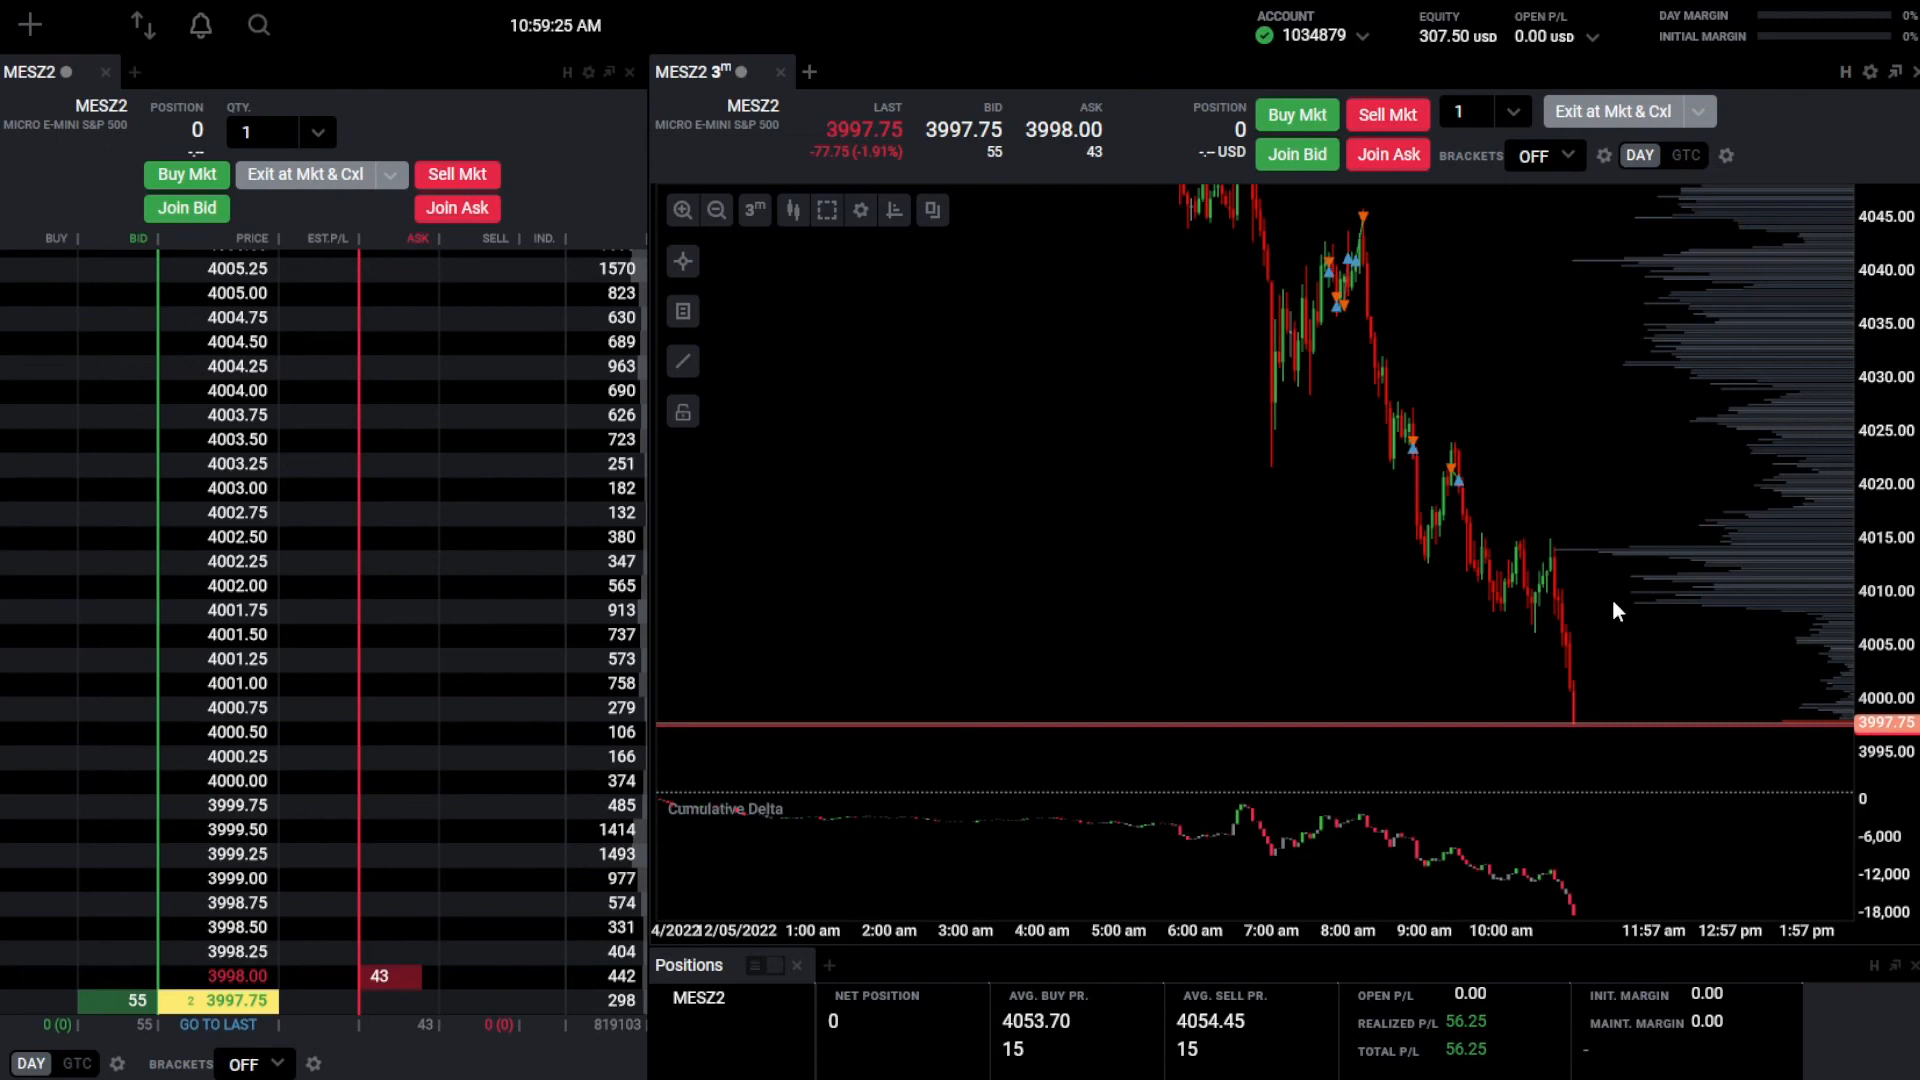 10:59:25 AM
ACCOUNT
1034879
EQUITY
307.50 USD
OPEN P/L
0.00 USD
DAY MARGIN 0%
INITIAL MARGIN 0%
MESZ2
H
MESZ2
MICRO E-MINI S&P 500
POSITION
0
-.--
QTY.
1
Buy Mkt Exit at Mkt & Cxl Sell Mkt
Join Bid Join Ask
BUY BID PRICE EST.P/L ASK SELL IND.
4005.25 1570
4005.00 823
4004.75 630
4004.50 689
4004.25 963
4004.00 690
4003.75 626
4003.50 723
4003.25 251
4003.00 182
4002.75 132
4002.50 380
4002.25 347
4002.00 565
4001.75 913
4001.50 737
4001.25 573
4001.00 758
4000.75 279
4000.50 106
4000.25 166
4000.00 374
3999.75 485
3999.50 1414
3999.25 1493
3999.00 977
3998.75 574
3998.50 331
3998.25 404
3998.00 43 442
55 2 3997.75 298
0 (0) 55 GO TO LAST 43 0 (0) 819103
DAY GTC BRACKETS OFF
MESZ2 3m
H
MESZ2
MICRO E-MINI S&P 500
LAST
3997.75
-77.75 (-1.91%)
BID
3997.75
55
ASK
3998.00
43
POSITION
0
-.-- USD
Buy Mkt Sell Mkt 1 Exit at Mkt & Cxl
Join Bid Join Ask BRACKETS OFF DAY GTC
3m
4045.00
4040.00
4035.00
4030.00
4025.00
4020.00
4015.00
4010.00
4005.00
4000.00
3997.75
3995.00
Cumulative Delta
0
-6,000
-12,000
-18,000
4/2022 12/05/2022 1:00 am 2:00 am 3:00 am 4:00 am 5:00 am 6:00 am 7:00 am 8:00 am 9:00 am 10:00 am 11:57 am 12:57 pm 1:57 pm
Positions
H
MESZ2
NET POSITION
0
AVG. BUY PR.
4053.70
15
AVG. SELL PR.
4054.45
15
OPEN P/L 0.00
REALIZED P/L 56.25
TOTAL P/L 56.25
INIT. MARGIN 0.00
MAINT. MARGIN 0.00
-